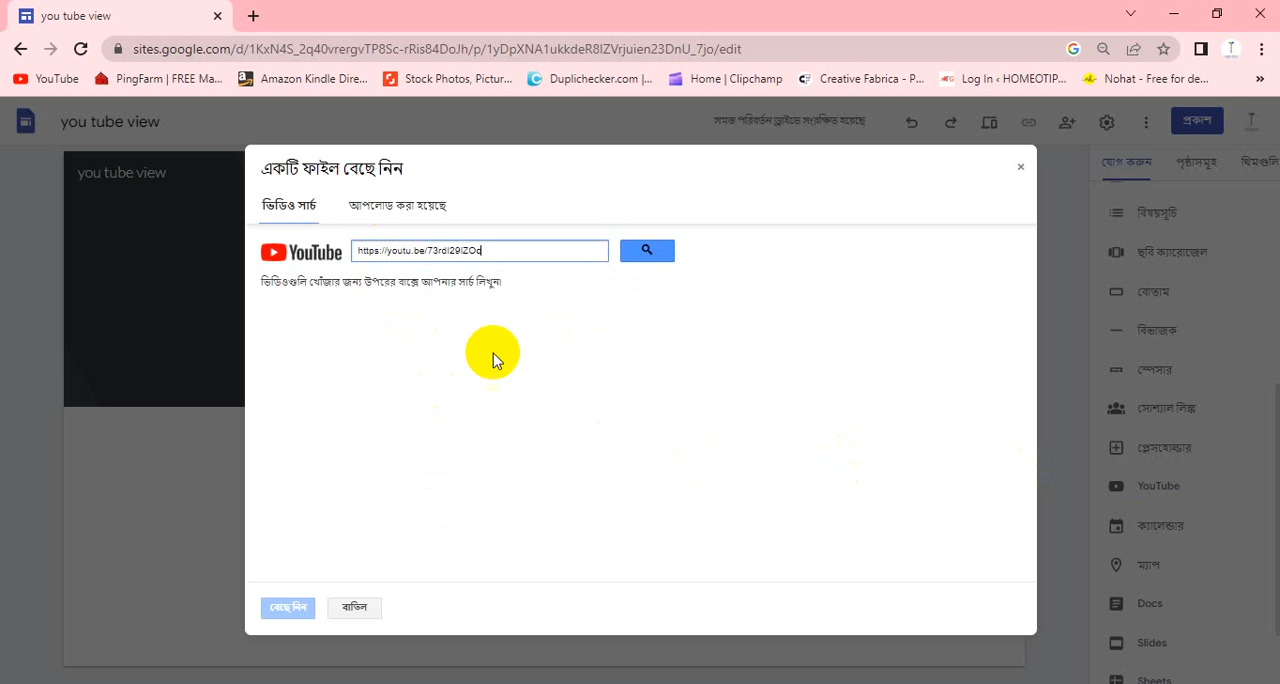 you tube view
sites.google.com/d/1KxN4S_2q40vrergvTP8Sc-rRis84DoJh/p/1yDpXNA1ukkdeR8IZVrjuien23DnU_7jo/edit
YouTube PingFarm | FREE Ma... Amazon Kindle Dire... Stock Photos, Pictur... Duplichecker.com |... Home | Clipchamp Creative Fabrica - P... Log In ‹ HOMEOTIP... Nohat - Free for de... »
you tube view সমস্ত পরিবর্তন ড্রাইভে সংরক্ষিত হয়েছে প্রকাশ
যোগ করুন পৃষ্ঠাসমূহ থিমগুলি
you tube view
একটি ফাইল বেছে নিন
ভিডিও সার্চ আপলোড করা হয়েছে
YouTube https://youtu.be/73rdI29IZOc
ভিডিওগুলি খোঁজার জন্য উপরের বাক্সে আপনার সার্চ লিখুন।
বেছে নিন বাতিল
বিষয়সূচি
ছবি ক্যারোজেল
বোতাম
বিভাজক
স্পেসার
সোশ্যাল লিঙ্ক
প্লেসহোল্ডার
YouTube
ক্যালেন্ডার
ম্যাপ
Docs
Slides
Sheets